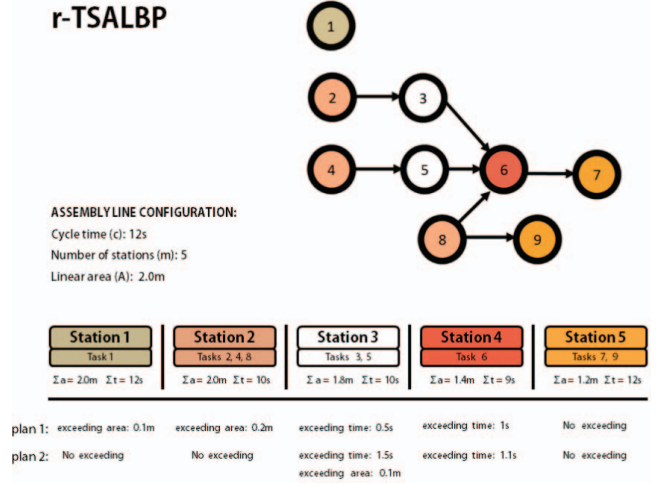 r-TSALBP
1
2
3
4
5
6
7
8
9
ASSEMBLY LINE CONFIGURATION:
Cycle time (c): 12s
Number of stations (m): 5
Linear area (A): 2.0m
Station 1 Station 2 Station 3 Station 4 Station 5
Task 1 Tasks 2, 4, 8 Tasks 3, 5 Task 6 Tasks 7, 9
Σa= 2.0m Σt= 12s Σa= 2.0m Σt= 10s Σa= 1.8m Σt= 10s Σa= 1.4m Σt= 9s Σa= 1.2m Σt= 12s
plan 1: exceeding area: 0.1m exceeding area: 0.2m exceeding time: 0.5s exceeding time: 1s No exceeding
plan 2: No exceeding No exceeding exceeding time: 1.5s exceeding time: 1.1s No exceeding
exceeding area: 0.1m